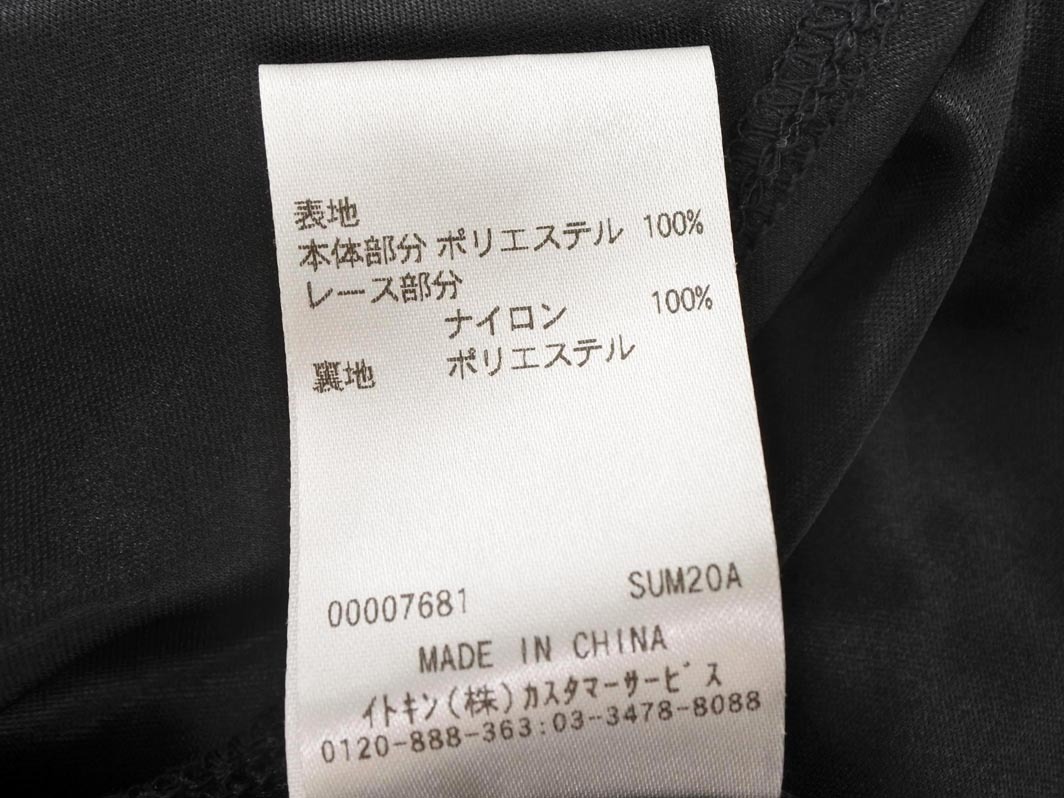 表地
本体部分 ポリエステル 100%
レース部分
ナイロン 100%
裏地 ポリエステル
00007681 SUM20A
MADE IN CHINA
イトキン(株)カスタマーサービス
0120-888-363:03-3478-8088